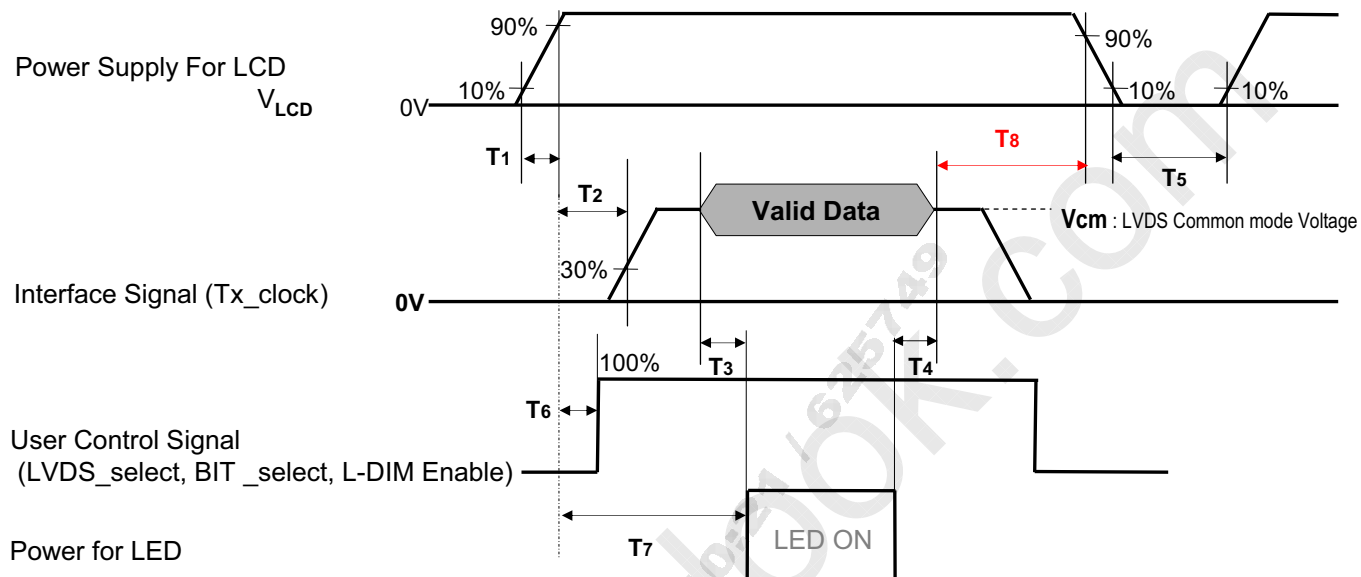 90%
90%
Power Supply For LCD
VLCD
10%
0V
10%
10%
T1
T8
T5
T2
Valid Data
Vcm : LVDS Common mode Voltage
30%
Interface Signal (Tx_clock)
0V
100%
T3
T4
T6
User Control Signal
(LVDS_select, BIT _select, L-DIM Enable)
T7
LED ON
Power for LED